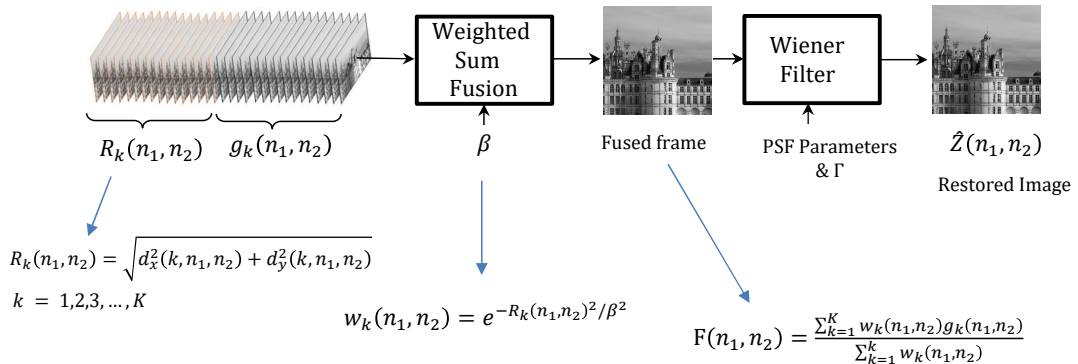 Weighted
Sum
Fusion
Wiener
Filter
R_k(n_1, n_2)
g_k(n_1, n_2)
β
Fused frame
PSF Parameters
& Γ
Ẑ(n_1, n_2)
Restored Image
R_k(n_1, n_2) = √(d_x^2(k, n_1, n_2) + d_y^2(k, n_1, n_2))
k = 1,2,3, ..., K
w_k(n_1, n_2) = e^{-R_k(n_1,n_2)^2/β^2}
F(n_1, n_2) = \frac{∑_{k=1}^{K} w_k(n_1,n_2)g_k(n_1,n_2)}{∑_{k=1}^{k} w_k(n_1,n_2)}